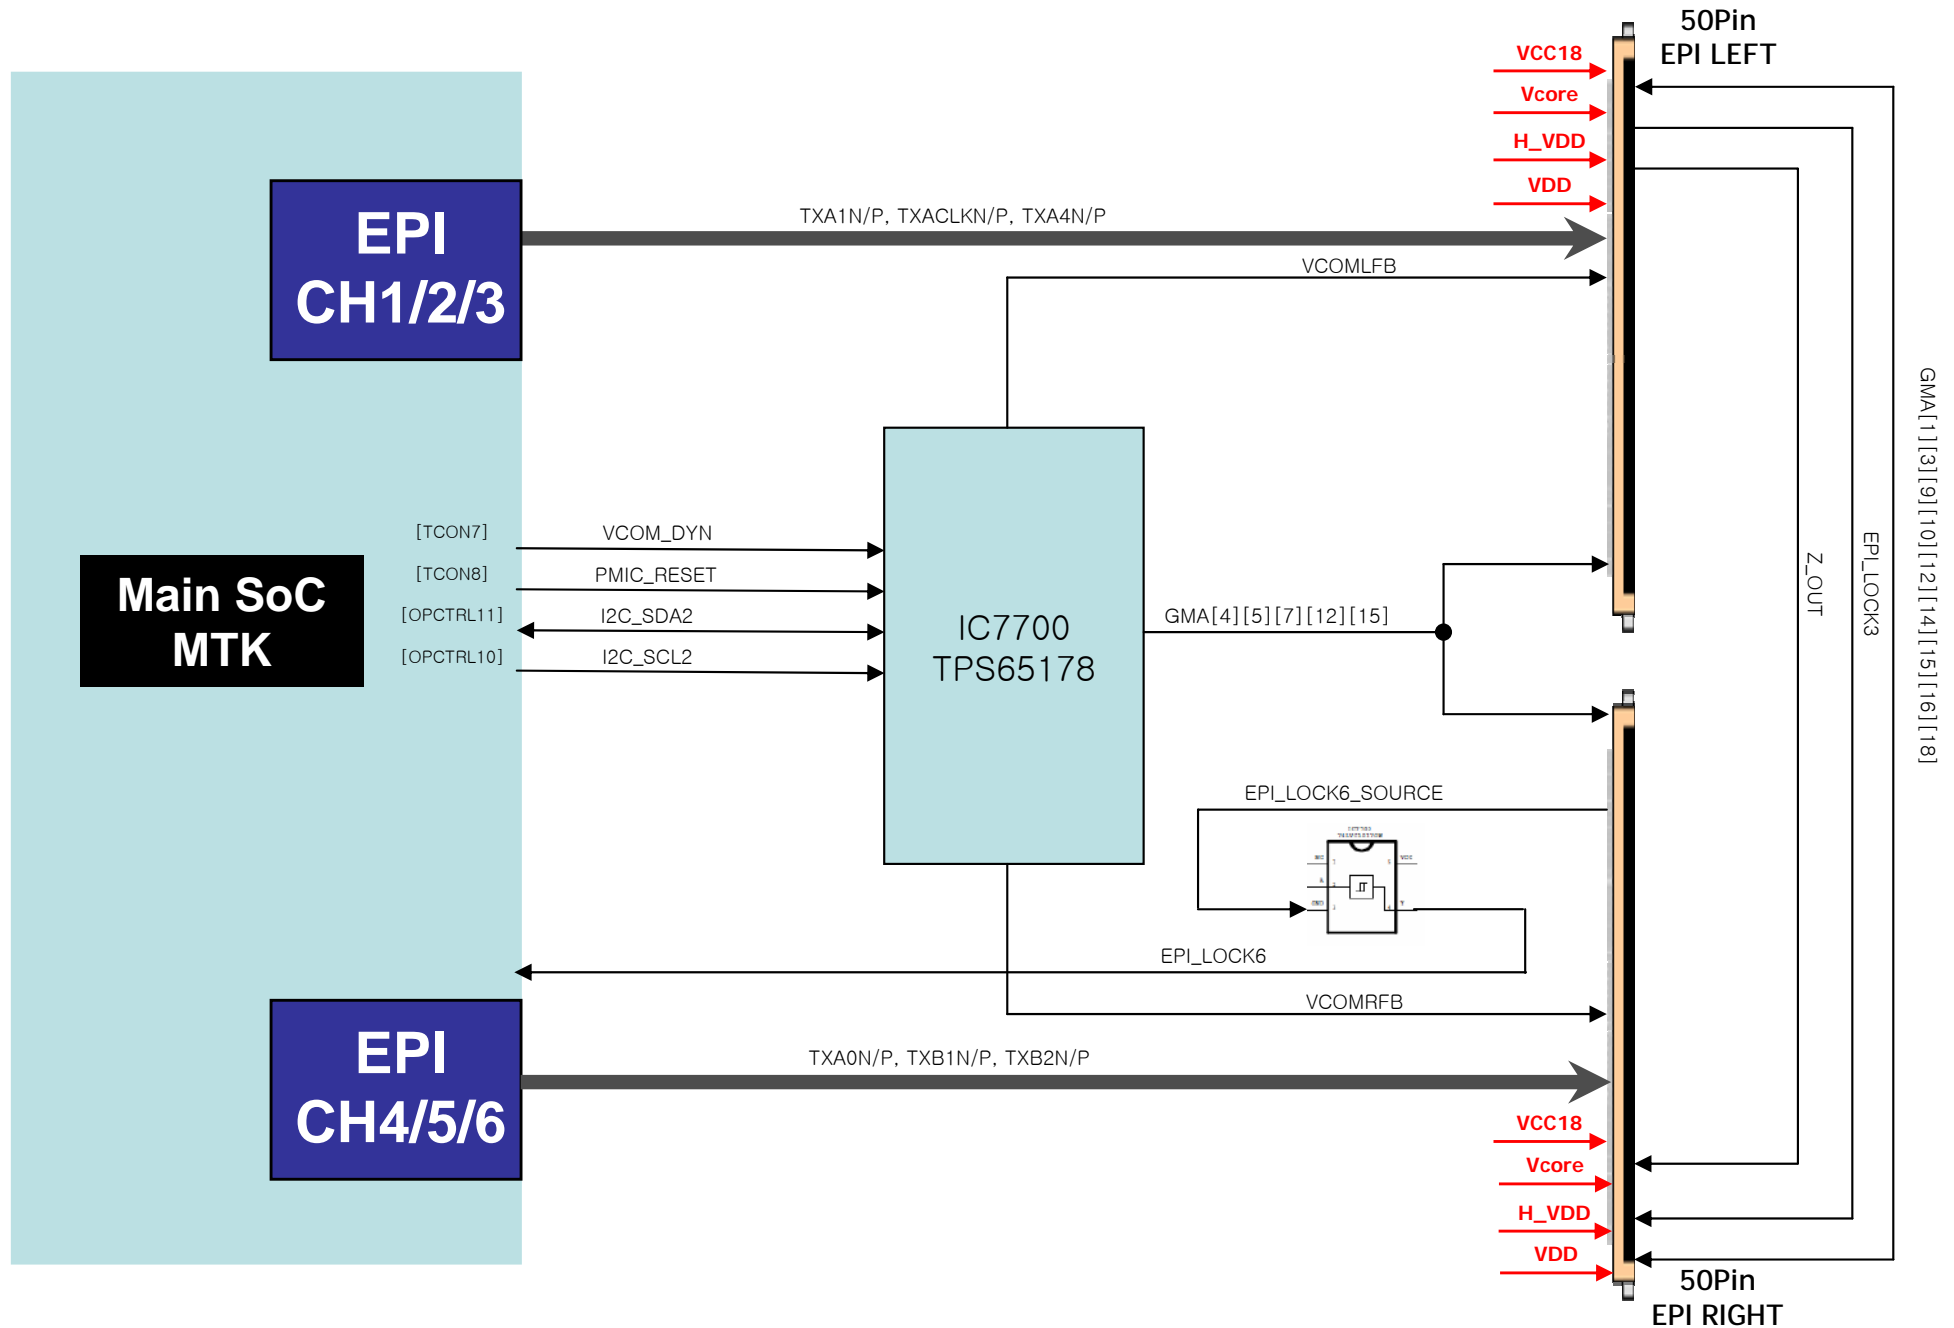 50Pin
EPI LEFT
VCC18
Vcore
H_VDD
VDD
EPI
CH1/2/3
TXA1N/P, TXACLKN/P, TXA4N/P
VCOMLFB
[TCON7]
VCOM_DYN
[TCON8]
PMIC_RESET
[OPCTRL11]
I2C_SDA2
[OPCTRL10]
I2C_SCL2
Main SoC
MTK
IC7700
TPS65178
GMA[4][5][7][12][15]
Z_OUT
EPI_LOCK3
GMA[1][3][9][10][12][14][15][16][18]
EPI_LOCK6_SOURCE
EPI_LOCK6
VCOMRFB
EPI
CH4/5/6
TXA0N/P, TXB1N/P, TXB2N/P
VCC18
Vcore
H_VDD
VDD
50Pin
EPI RIGHT